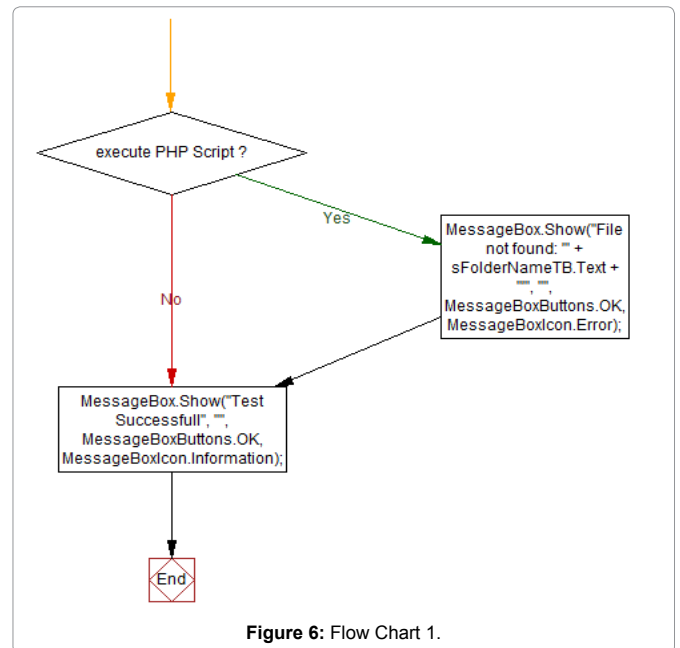 execute PHP Script ?
Yes
MessageBox.Show("File
not found: "" +
sFolderNameTB.Text +
""", "",
MessageBoxButtons.OK,
MessageBoxIcon.Error);
No
MessageBox.Show("Test
Successfull", "",
MessageBoxButtons.OK,
MessageBoxIcon.Information);
End
Figure 6: Flow Chart 1.